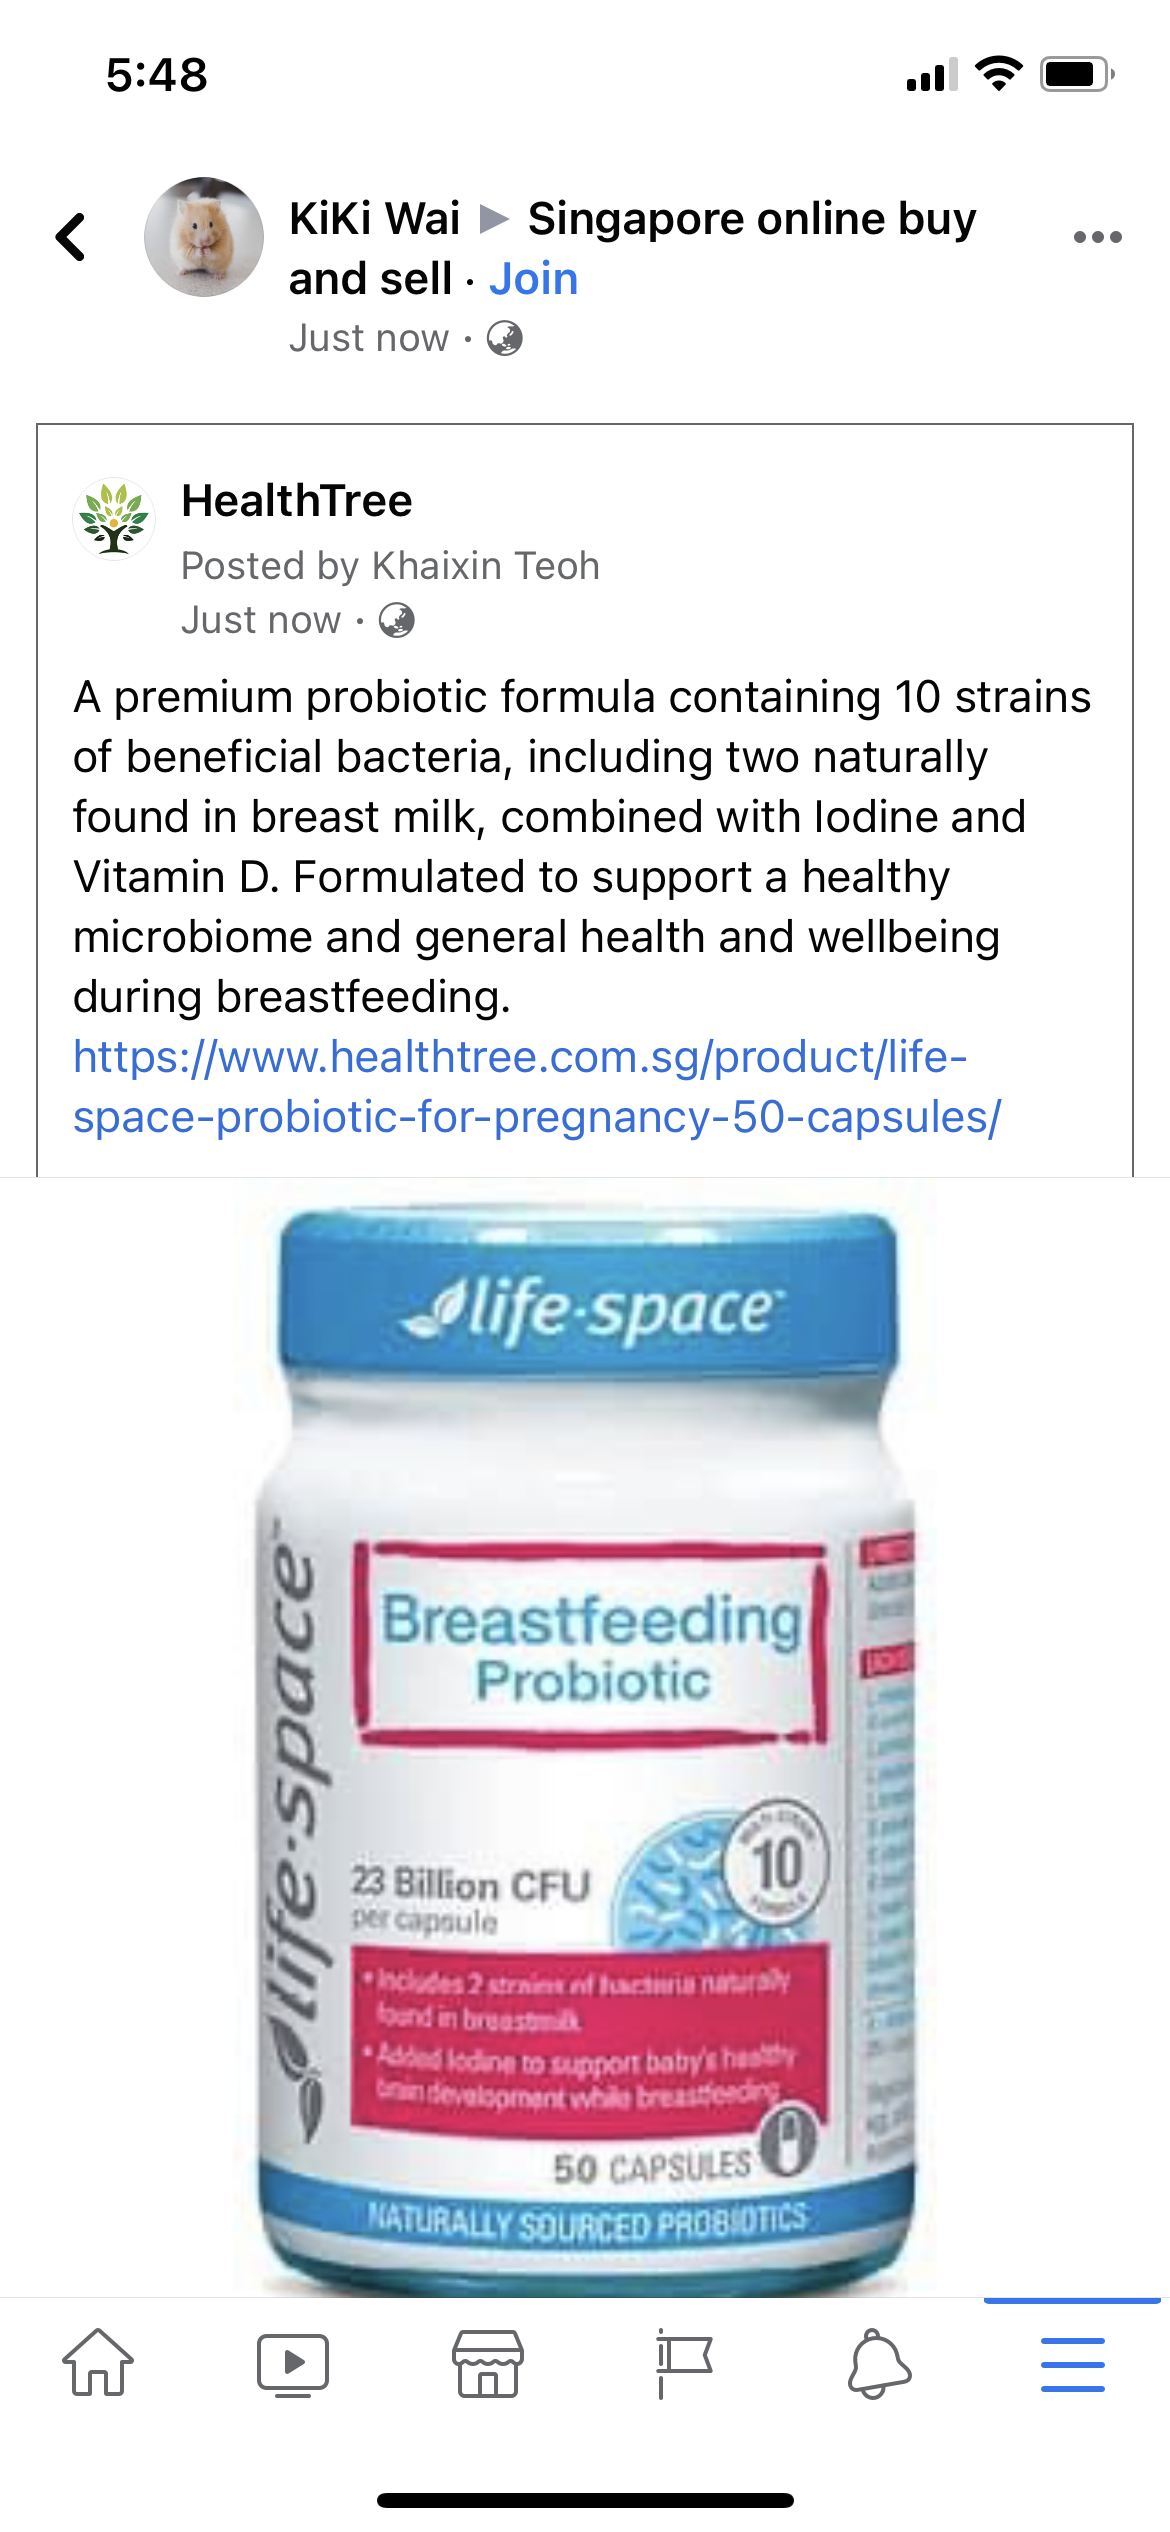 5:48
KiKi Wai ▶ Singapore online buy
and sell · Join
Just now ·
HealthTree
Posted by Khaixin Teoh
Just now ·
A premium probiotic formula containing 10 strains
of beneficial bacteria, including two naturally
found in breast milk, combined with Iodine and
Vitamin D. Formulated to support a healthy
microbiome and general health and wellbeing
during breastfeeding.
https://www.healthtree.com.sg/product/life-
space-probiotic-for-pregnancy-50-capsules/
life·space™
life·space™
Breastfeeding
Probiotic
10
23 Billion CFU
per capsule
• Includes 2 strains of bacteria naturally
found in breastmilk
• Added Iodine to support baby's healthy
brain development while breastfeeding
50 CAPSULES
NATURALLY SOURCED PROBIOTICS